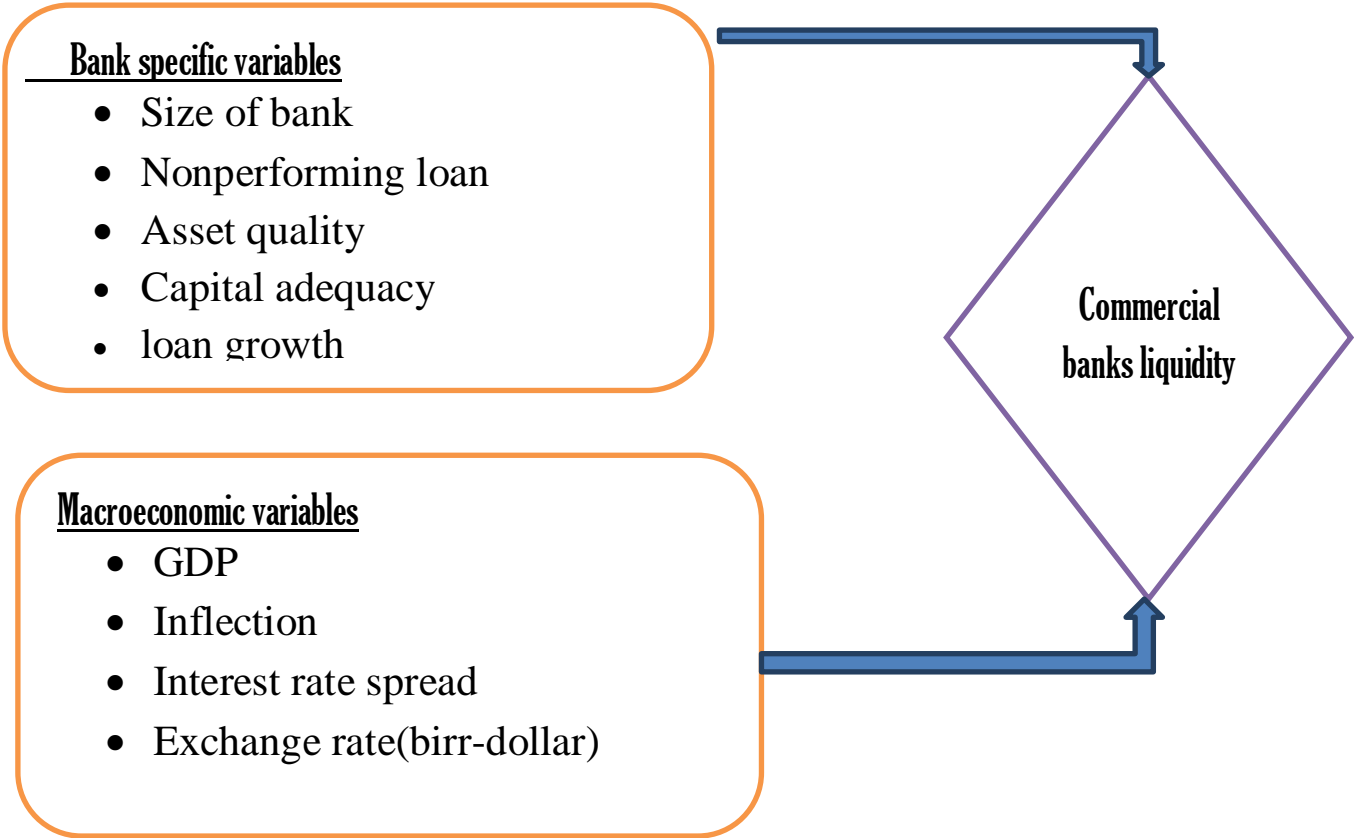 Bank specific variables
• Size of bank
• Nonperforming loan
• Asset quality
• Capital adequacy
• loan growth
Commercial
banks liquidity
Macroeconomic variables
• GDP
• Inflection
• Interest rate spread
• Exchange rate(birr-dollar)